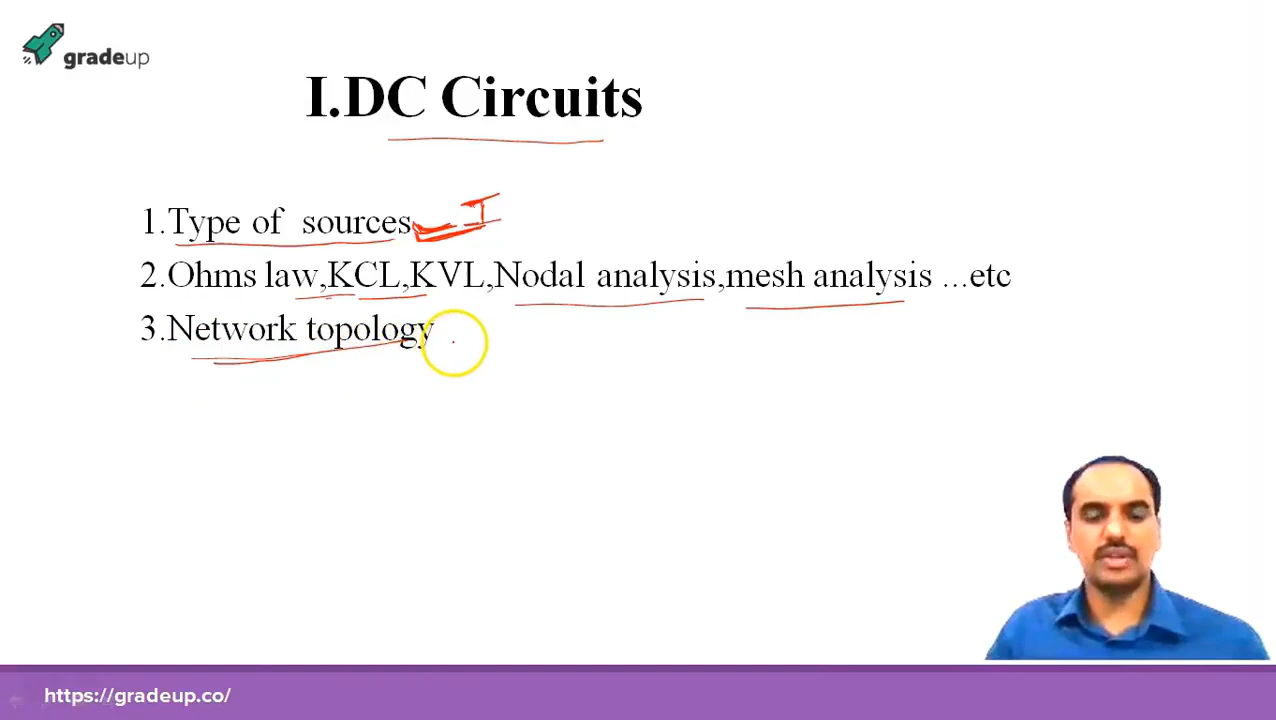 gradeup
I.DC Circuits
1.Type of sources I
2.Ohms law,KCL,KVL,Nodal analysis,mesh analysis ...etc
3.Network topology
https://gradeup.co/